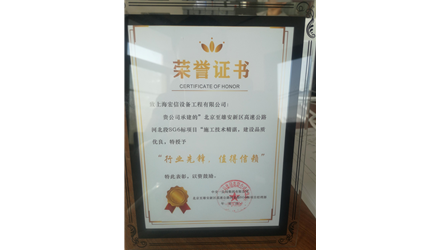 荣誉证书
CERTIFICATE OF HONOR
上海宏信设备工程有限公司：
贵公司承建的"北京至雄安新区高速公路
河北段SG6标项目"施工技术精湛，建设品质
优良，特授予
"行业先锋、值得信赖"
特此表彰，以资鼓励。